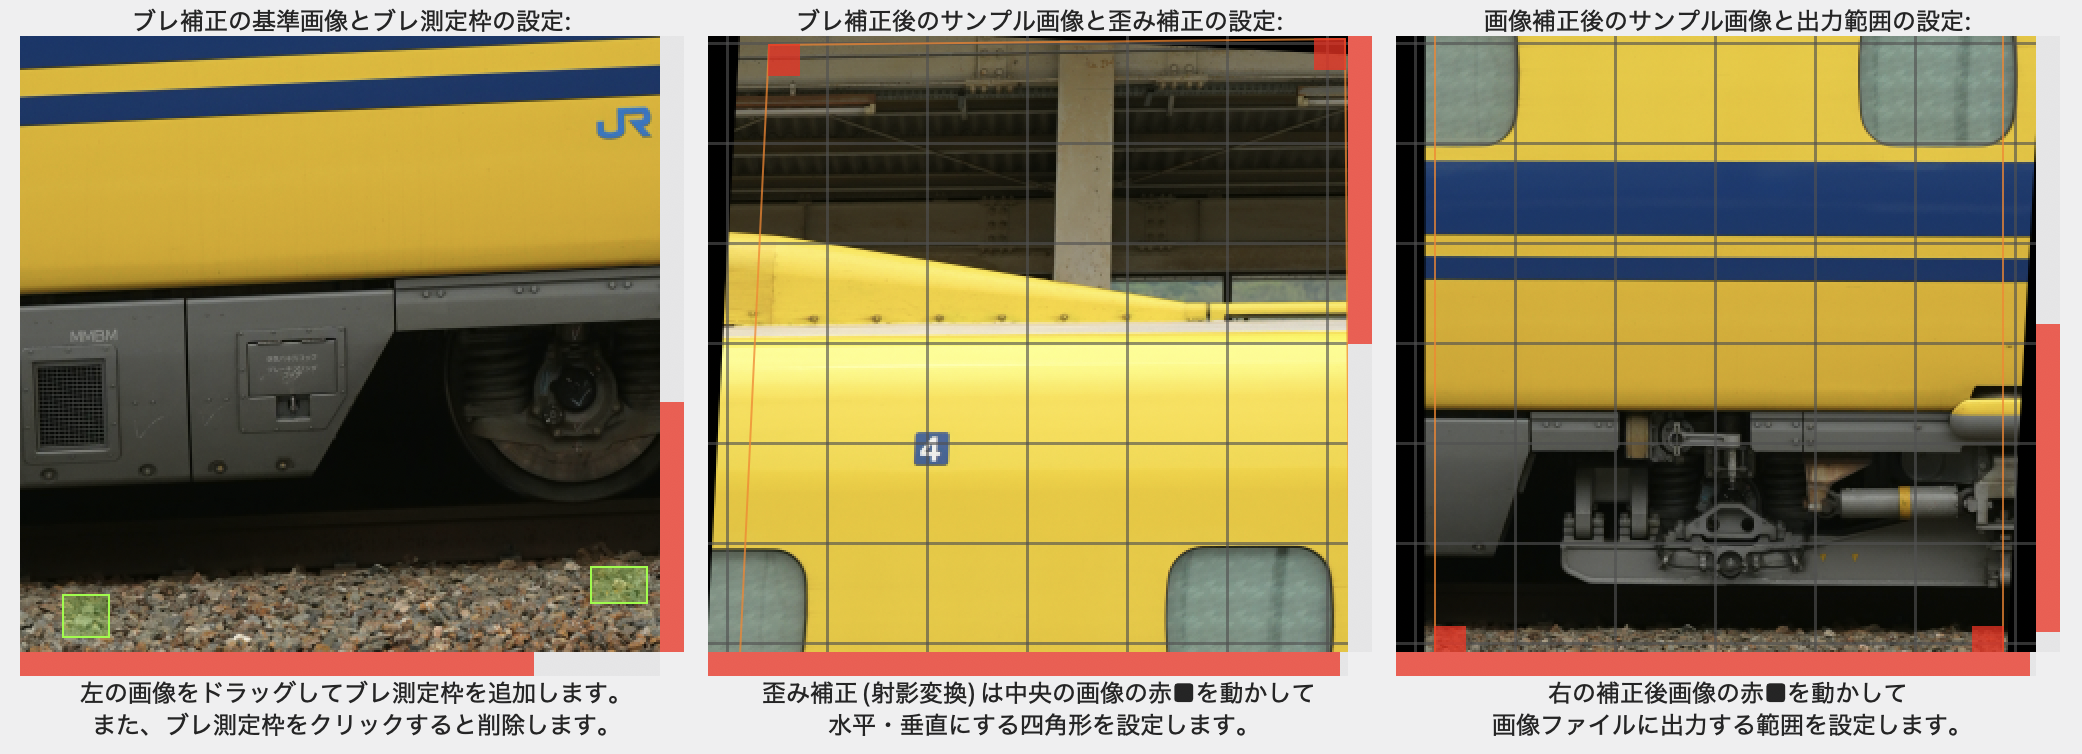 ブレ補正の基準画像とブレ測定枠の設定:
JR
MMBM
左の画像をドラッグしてブレ測定枠を追加します。
また、ブレ測定枠をクリックすると削除します。
ブレ補正後のサンプル画像と歪み補正の設定:
4
歪み補正 (射影変換) は中央の画像の赤■を動かして
水平・垂直にする四角形を設定します。
画像補正後のサンプル画像と出力範囲の設定:
右の補正後画像の赤■を動かして
画像ファイルに出力する範囲を設定します。